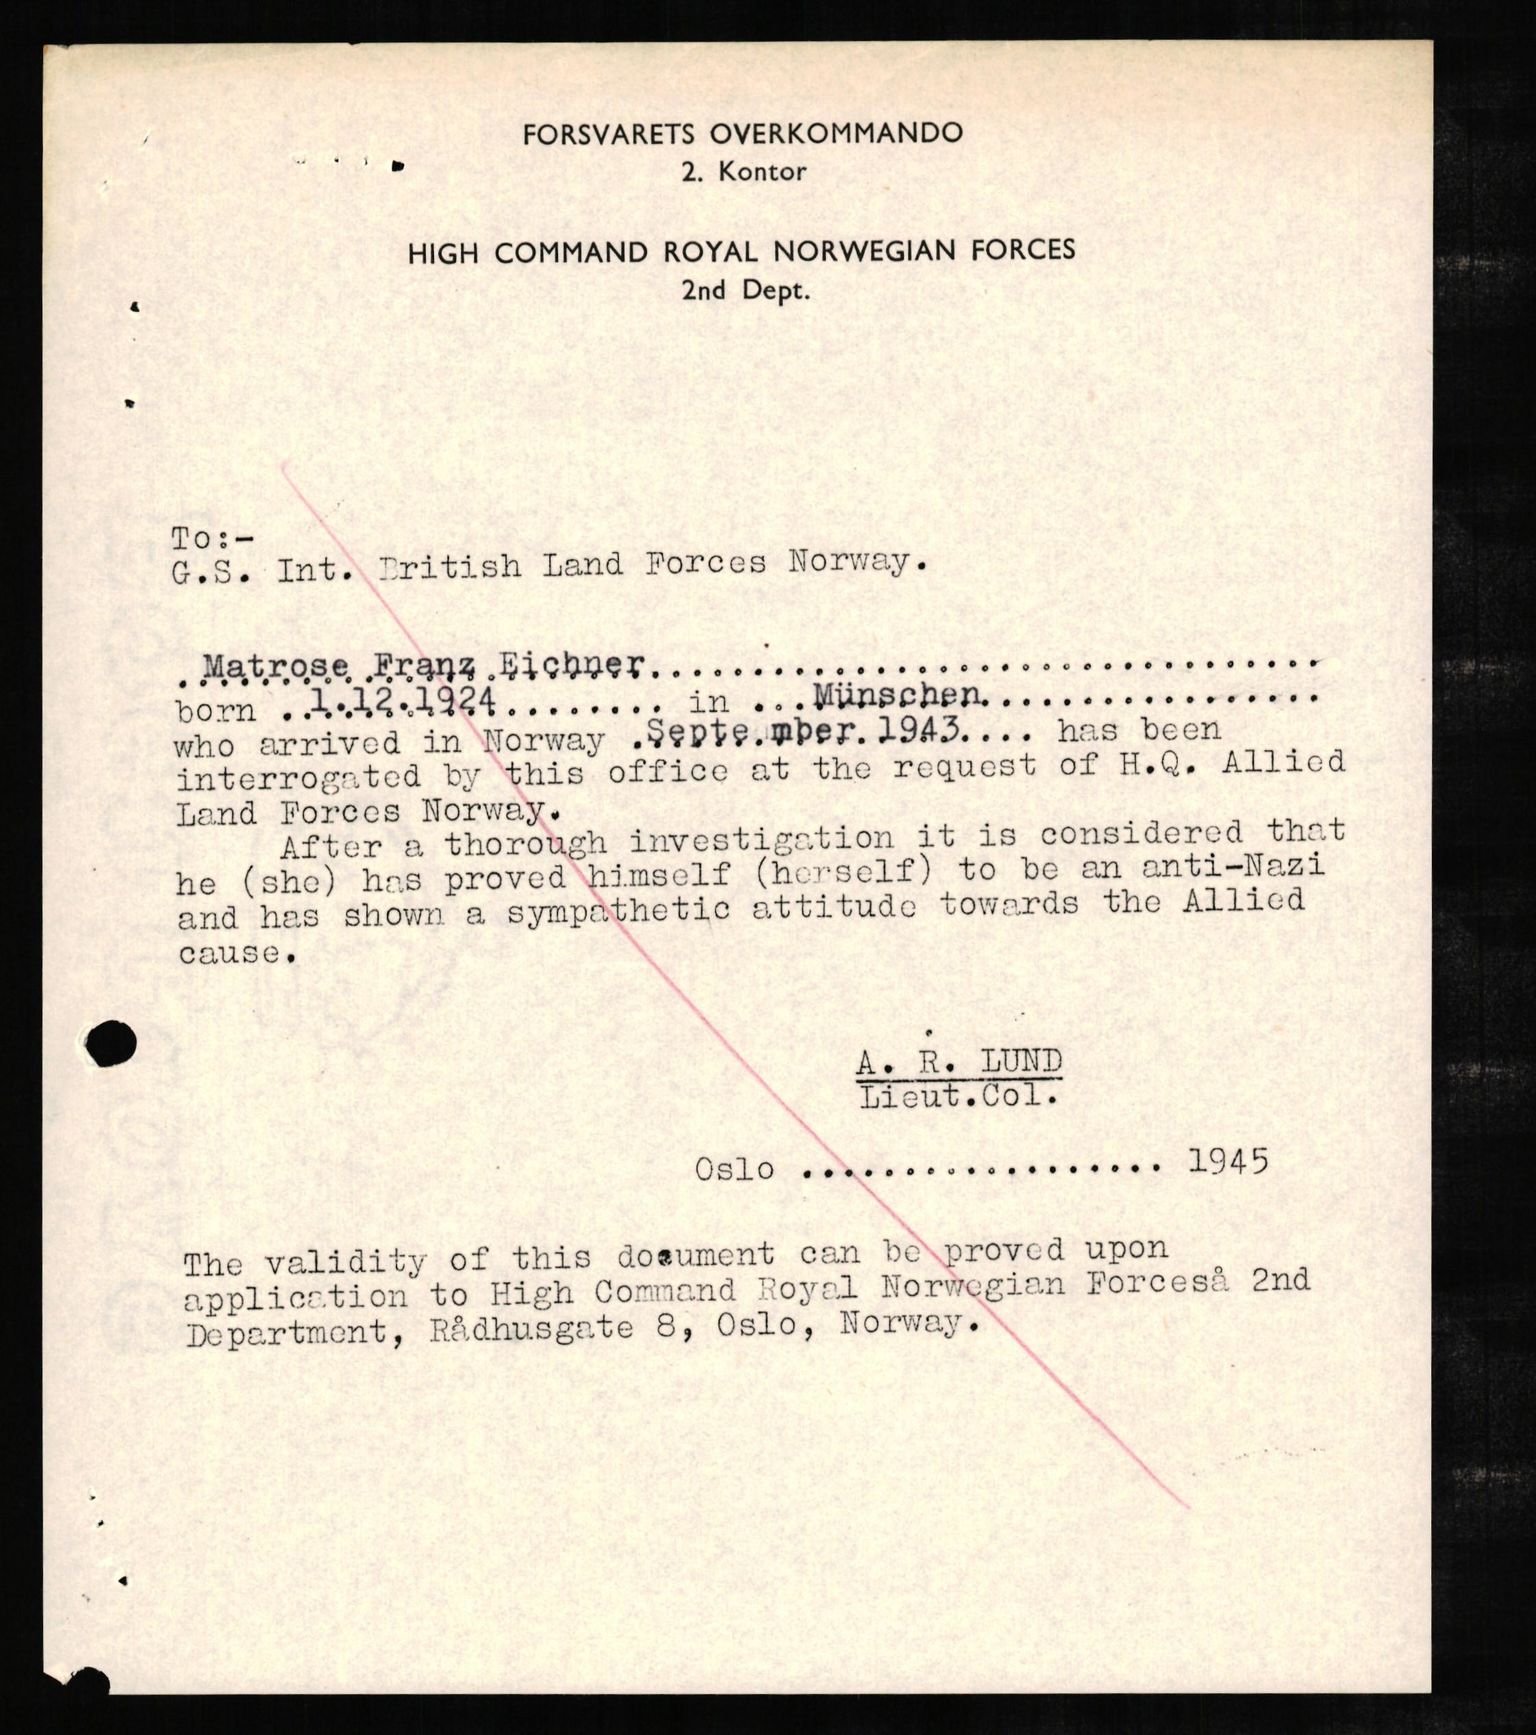 FORSVARETS OVERKOMMANDO
2. Kontor
HIGH COMMAND ROYAL NORWEGIAN FORCES
2nd Dept.
To:-
G.S. Int. British Land Forces Norway.
. Matrose Franz Eichner.................................
born ..1.12.1924........ in ...Münschen.................
who arrived in Norway .September 1943.... has been
interrogated by this office at the request of H.Q. Allied
Land Forces Norway.
After a thorough investigation it is considered that
he (she) has proved himself (herself) to be an anti-Nazi
and has shown a sympathetic attitude towards the Allied
cause.
A. R. LUND
Lieut.Col.
Oslo .................. 1945
The validity of this document can be proved upon
application to High Command Royal Norwegian Forceså 2nd
Department, Rådhusgate 8, Oslo, Norway.